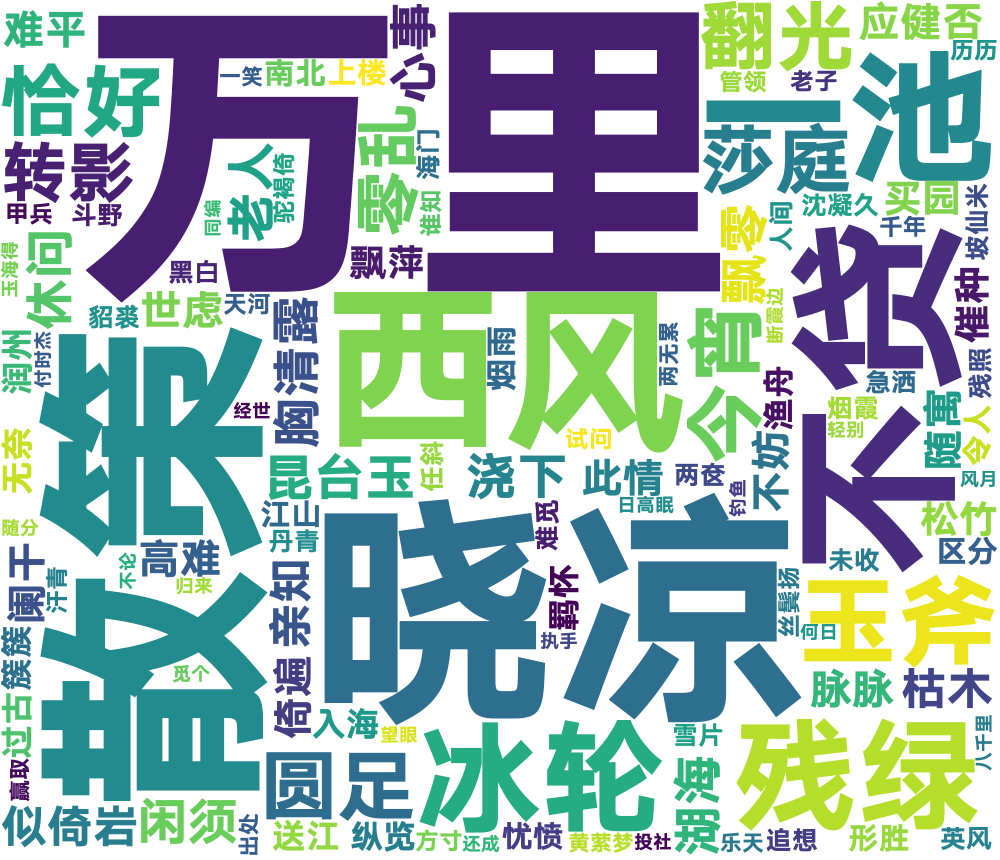 难平
一笑
南北
上楼
心事
翻光
应健否
历历
万里
恰好
管领
老子
一
池
转影
老人
驼褐倚
同编
零乱
海门
谁知
莎庭
买园
甲兵
斗野
沈凝久
千年
坡仙
米
人间
飘零
玉海得
休问
黑白
飘萍
貂裘
世虑
天河
西风
今宵
断霞边
不贷
催种
润州
付时杰
胸清露
烟雨
两无累
渔舟
急洒
残照
散策
经世
试问
烟霞
轻别
随寓
令人
无奈
昆台玉
任斜
浇下
此情
两奁
不妨
风月
日高眠
钓鱼
随分
江山
丹青
晓凉
难觅
松竹
区分
未收
阑干
高难
不论
汗青
归来
亲知
羁怀
执手
丝鬓扬
何日
玉斧
簇簇
觅个
倚遍
脉脉
枯木
过古
入海
望眼
冰轮
雪片
残绿
八千里
赢取
圆足
湖海
似倚岩
闲须
出处
送江
纵览
方寸
还成
忧愤
黄萦梦
投社
乐天
追想
形胜
英风